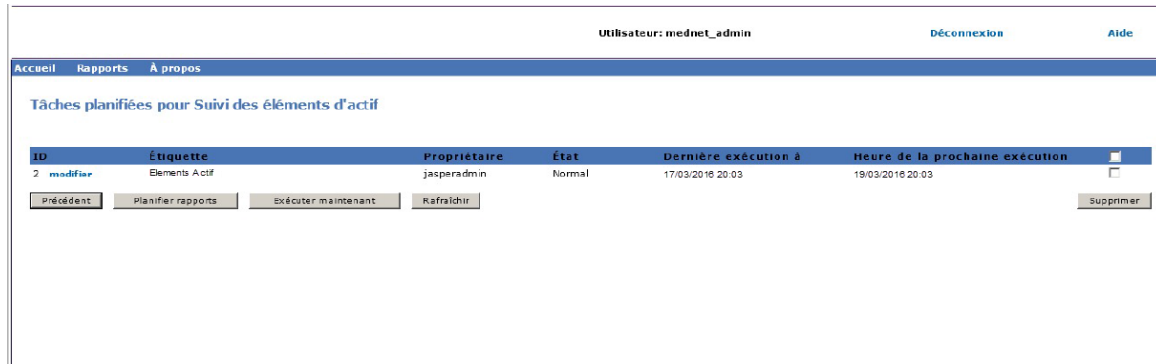 Utilisateur: mednet_admin Déconnexion Aide
Accueil Rapports À propos
Tâches planifiées pour Suivi des éléments d'actif
ID Étiquette Propriétaire État Dernière exécution à Heure de la prochaine exécution
2 modifier Elements Actif jasperadmin Normal 17/03/2016 20:03 19/03/2016 20:03
Précédent Planifier rapports Exécuter maintenant Rafraîchir Supprimer